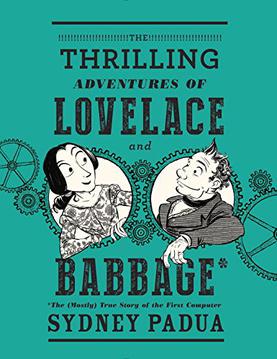 !!!!!!!!!!!!!!!!!!!!!!!!THE!!!!!!!!!!!!!!!!!!!!!!!!
THRILLING
ADVENTURES OF
LOVELACE
and
BABBAGE*
*The (Mostly) True Story of the First Computer
SYDNEY PADUA